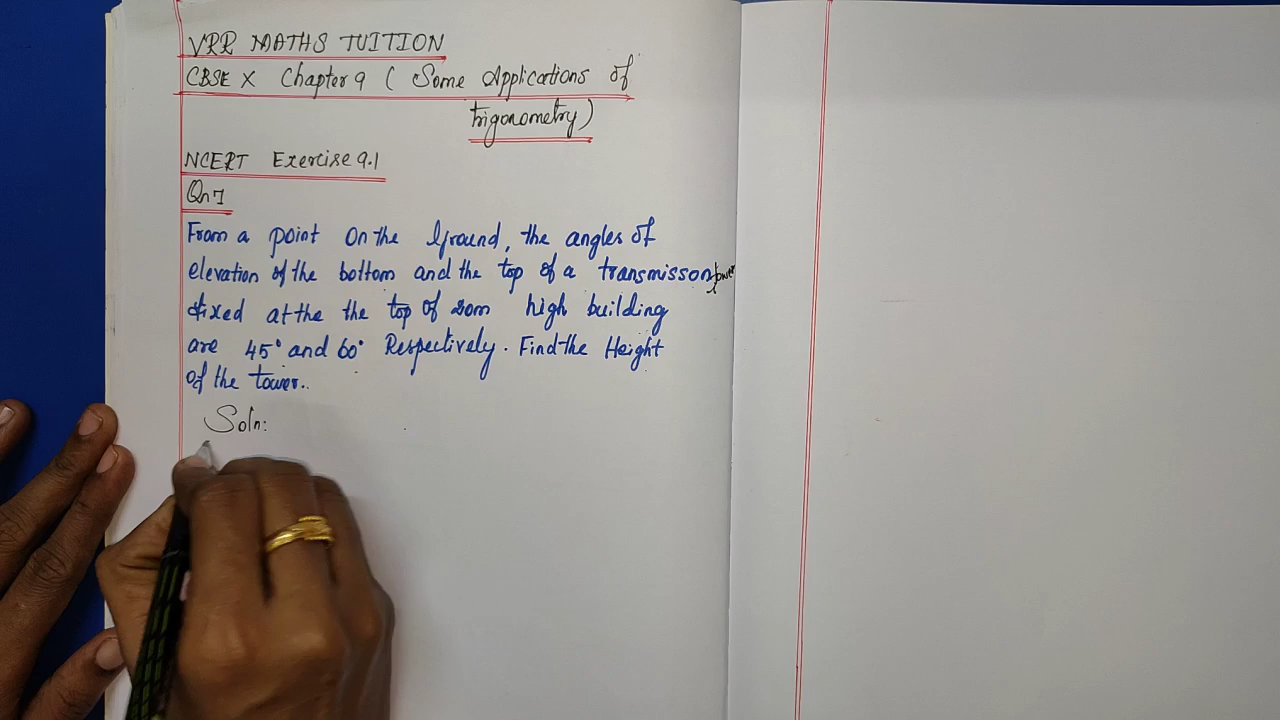 VRR MATHS TUITION
CBSE X Chapter 9 ( Some Applications of
trigonometry)
NCERT Exercise 9.1
Qn 7
From a point on the Ground, the angles of
elevation of the bottom and the top of a transmisson tower
fixed at the the top of 20m high building
are 45° and 60° Respectively. Find the Height
of the tower..
Soln: